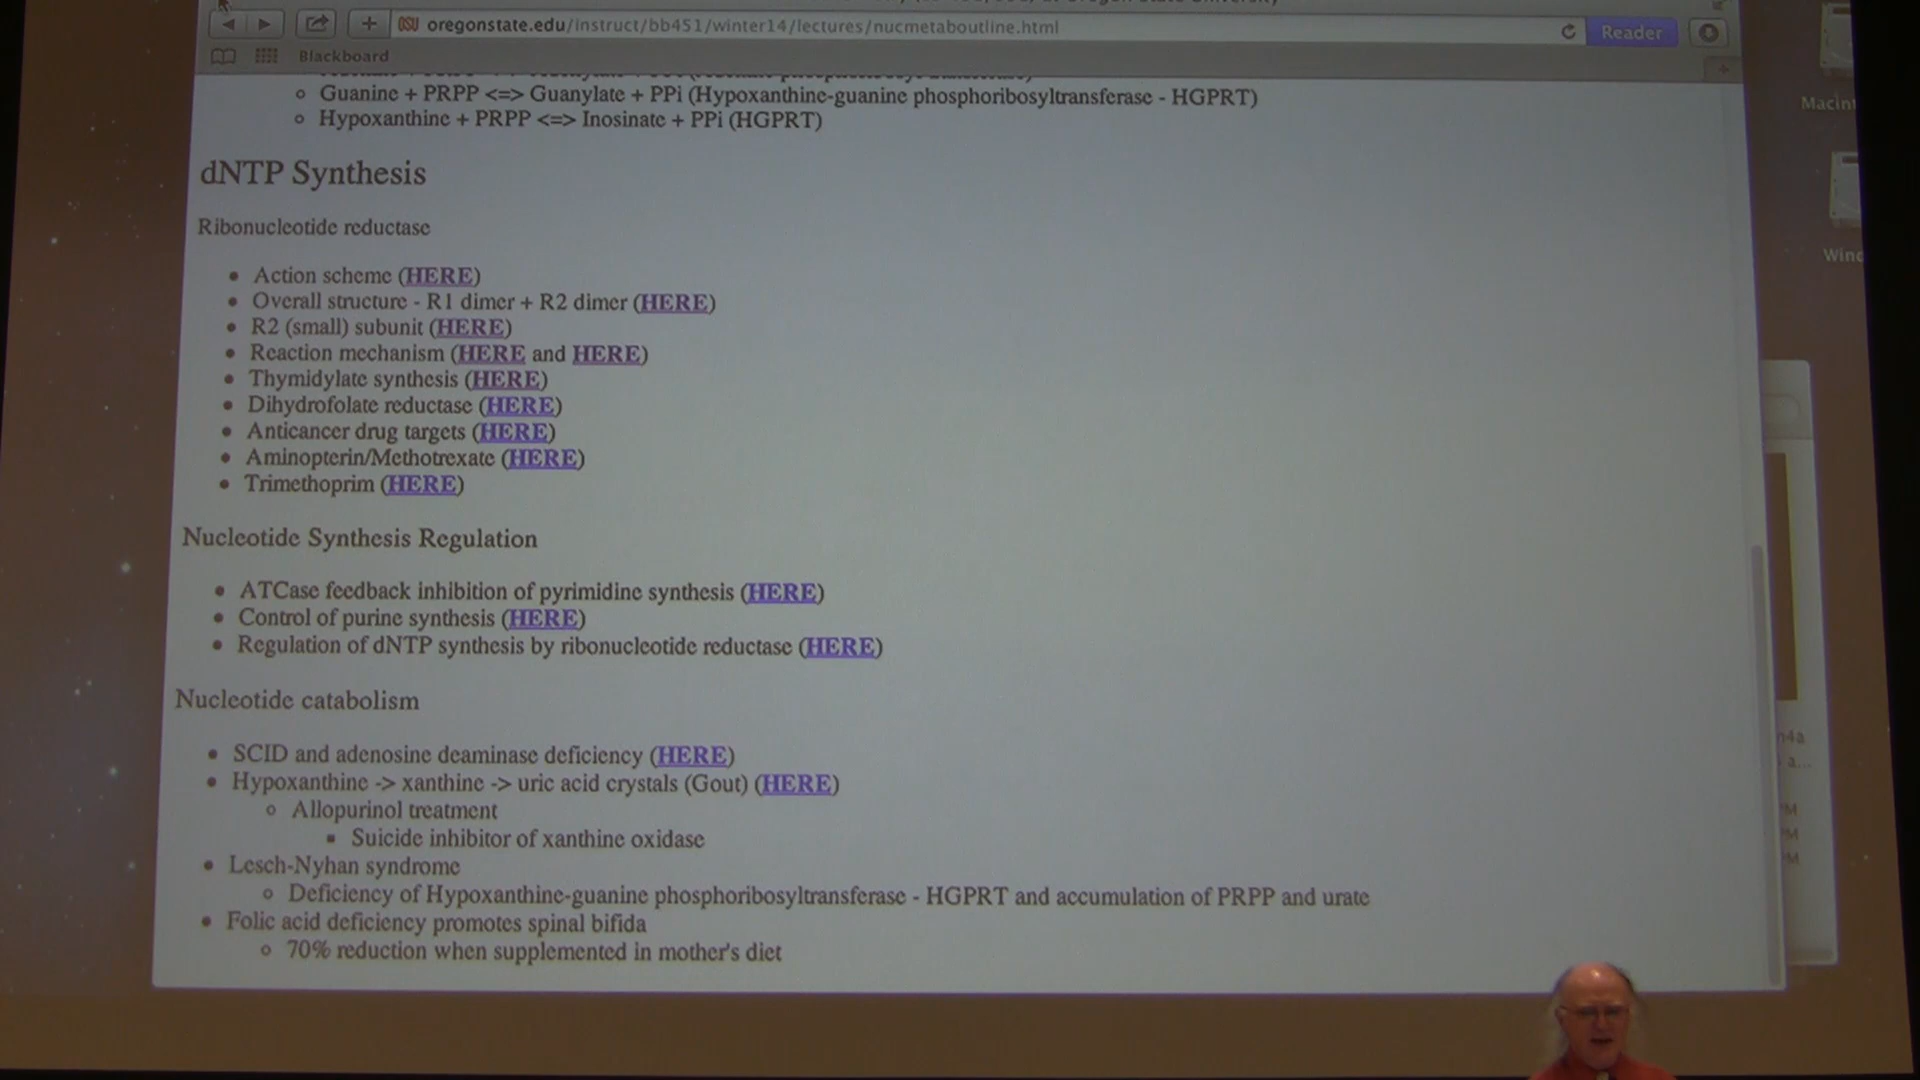 oregonstate.edu/instruct/bb451/winter14/lectures/nucmetaboutline.html
Reader
Blackboard
Guanine + PRPP <=> Guanylate + PPi (Hypoxanthine-guanine phosphoribosyltransferase - HGPRT)
Hypoxanthine + PRPP <=> Inosinate + PPi (HGPRT)
dNTP Synthesis
Ribonucleotide reductase
Action scheme (HERE)
Overall structure - R1 dimer + R2 dimer (HERE)
R2 (small) subunit (HERE)
Reaction mechanism (HERE and HERE)
Thymidylate synthesis (HERE)
Dihydrofolate reductase (HERE)
Anticancer drug targets (HERE)
Aminopterin/Methotrexate (HERE)
Trimethoprim (HERE)
Nucleotide Synthesis Regulation
ATCase feedback inhibition of pyrimidine synthesis (HERE)
Control of purine synthesis (HERE)
Regulation of dNTP synthesis by ribonucleotide reductase (HERE)
Nucleotide catabolism
SCID and adenosine deaminase deficiency (HERE)
Hypoxanthine -> xanthine -> uric acid crystals (Gout) (HERE)
Allopurinol treatment
Suicide inhibitor of xanthine oxidase
Lesch-Nyhan syndrome
Deficiency of Hypoxanthine-guanine phosphoribosyltransferase - HGPRT and accumulation of PRPP and urate
Folic acid deficiency promotes spinal bifida
70% reduction when supplemented in mother's diet
Macint
Wind